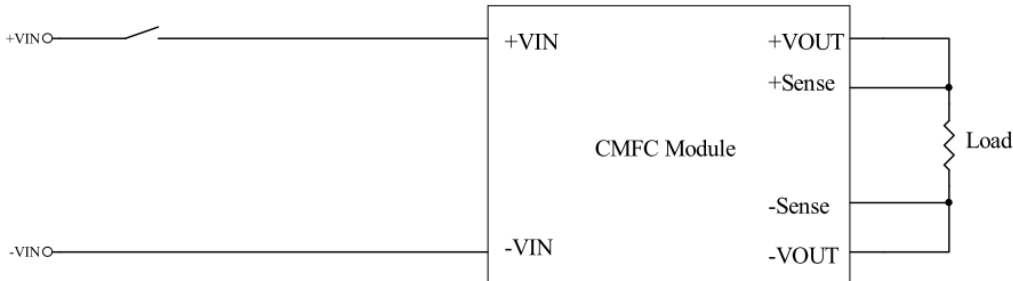 +VIN
+VIN
+VOUT
+Sense
CMFC Module
Load
-Sense
-VIN
-VIN
-VOUT